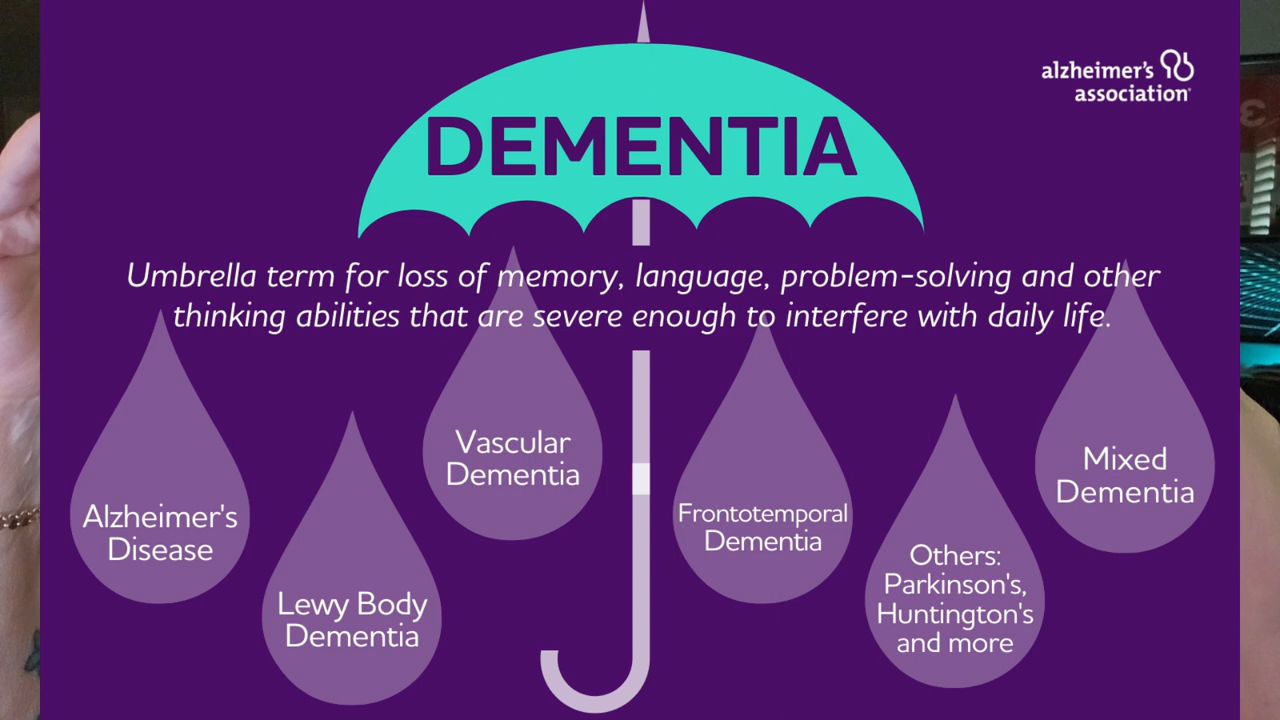 alzheimer's
association
DEMENTIA
Umbrella term for loss of memory, language, problem-solving and other
thinking abilities that are severe enough to interfere with daily life.
Alzheimer's
Disease
Lewy Body
Dementia
Vascular
Dementia
Frontotemporal
Dementia
Others:
Parkinson's,
Huntington's
and more
Mixed
Dementia